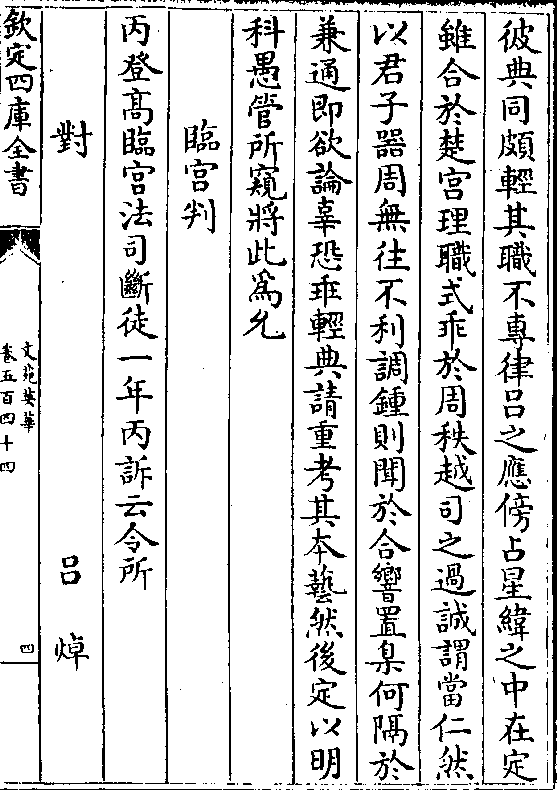 彼典同頗輕其職不專律吕之應傍占星緯之中在定
雖合於楚宫理職式乖於周秩越司之過誠謂當仁然
以君子器周無往不利調鍾則聞於合響置臬何隔於
兼通即欲論辜恐乖輕典請重考其本藝然後定以明
科愚管所窺將此爲允
臨宫判
丙登髙臨宫法司斷徒一年丙訴云令所
對 吕焯
欽定四庫全書
文苑英華
卷五百四十四
四